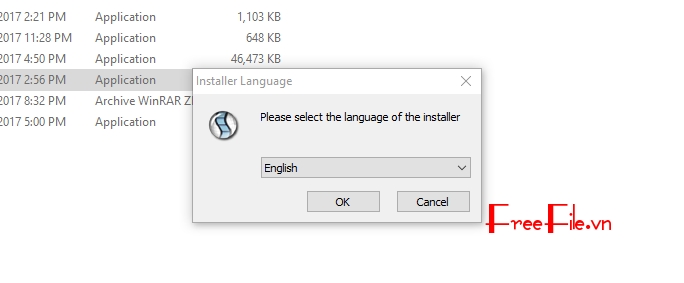 2017 2:21 PM Application 1,103 KB
2017 11:28 PM Application 648 KB
2017 4:50 PM Application 46,473 KB
2017 2:56 PM Application
2017 8:32 PM Archive WinRAR
2017 5:00 PM Application
Installer Language
Please select the language of the installer
English
OK Cancel
FreeFile.vn